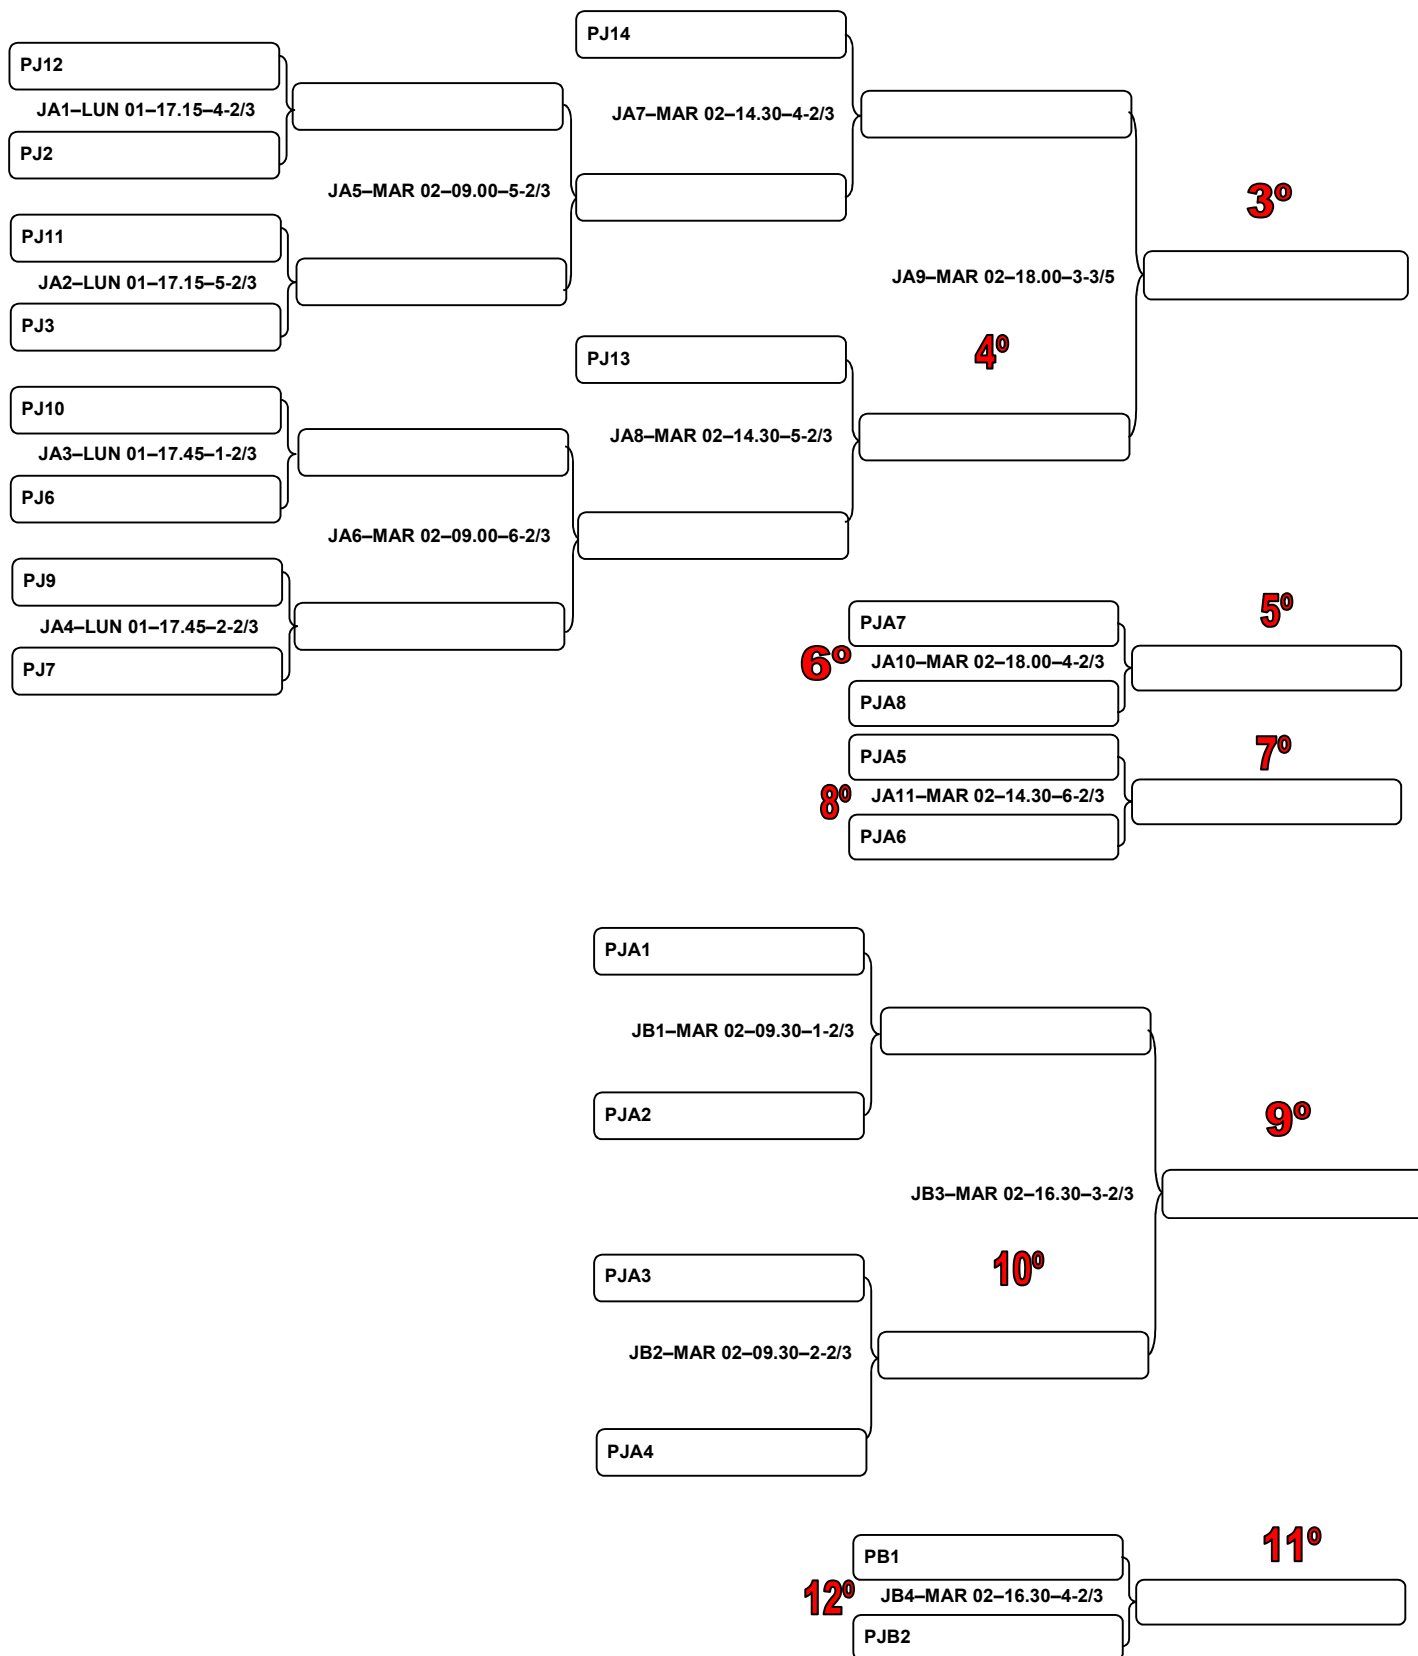 PJ14
PJ12
JA1–LUN 01–17.15–4-2/3
JA7–MAR 02–14.30–4-2/3
PJ2
JA5–MAR 02–09.00–5-2/3
3º
PJ11
JA2–LUN 01–17.15–5-2/3
JA9–MAR 02–18.00–3-3/5
PJ3
PJ13
4º
PJ10
JA8–MAR 02–14.30–5-2/3
JA3–LUN 01–17.45–1-2/3
PJ6
JA6–MAR 02–09.00–6-2/3
PJ9
5º
PJA7
JA4–LUN 01–17.45–2-2/3
6º
JA10–MAR 02–18.00–4-2/3
PJ7
PJA8
7º
PJA5
8º
JA11–MAR 02–14.30–6-2/3
PJA6
PJA1
JB1–MAR 02–09.30–1-2/3
PJA2
9º
JB3–MAR 02–16.30–3-2/3
PJA3
10º
JB2–MAR 02–09.30–2-2/3
PJA4
11º
PB1
12º
JB4–MAR 02–16.30–4-2/3
PJB2